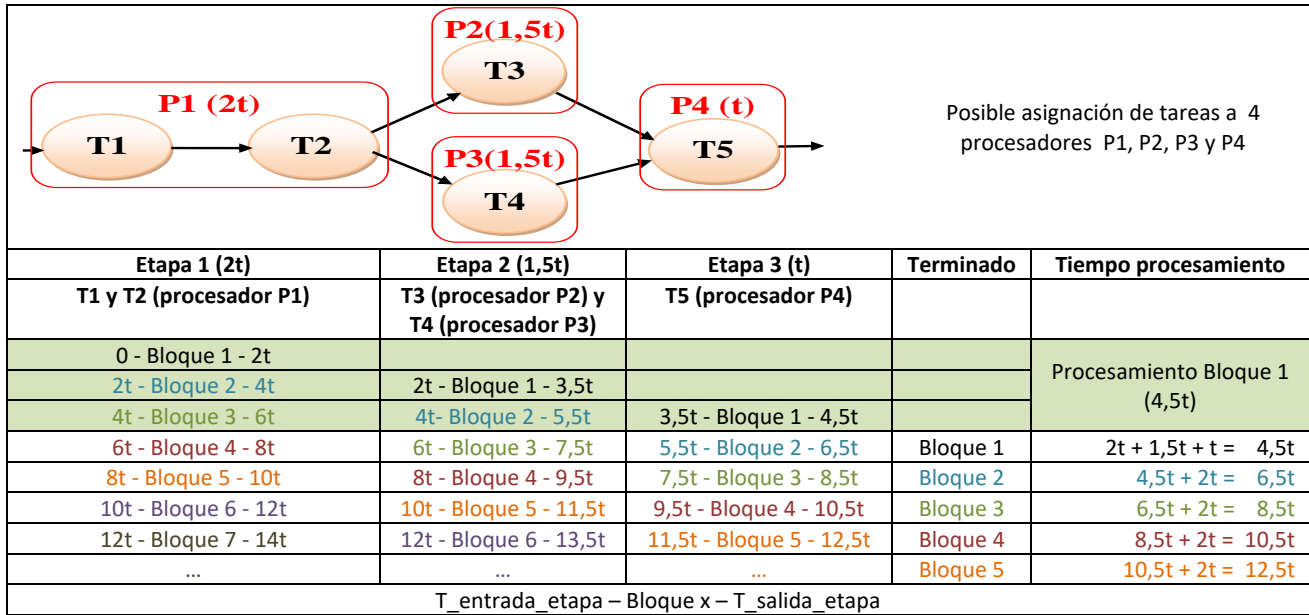 P2(1,5t)
T3
P1 (2t)
P4 (t)
Posible asignación de tareas a 4
procesadores P1, P2, P3 y P4
T1
T2
T5
P3(1,5t)
T4
Etapa 1 (2t)
Etapa 2 (1,5t)
Etapa 3 (t)
Terminado
Tiempo procesamiento
T1 y T2 (procesador P1)
T3 (procesador P2) y
T4 (procesador P3)
T5 (procesador P4)
0 - Bloque 1 - 2t
Procesamiento Bloque 1
(4,5t)
2t - Bloque 2 - 4t
2t - Bloque 1 - 3,5t
4t - Bloque 3 - 6t
4t- Bloque 2 - 5,5t
3,5t - Bloque 1 - 4,5t
6t - Bloque 4 - 8t
6t - Bloque 3 - 7,5t
5,5t - Bloque 2 - 6,5t
Bloque 1
2t + 1,5t + t = 4,5t
8t - Bloque 5 - 10t
8t - Bloque 4 - 9,5t
7,5t - Bloque 3 - 8,5t
Bloque 2
4,5t + 2t = 6,5t
10t - Bloque 6 - 12t
10t - Bloque 5 - 11,5t
9,5t - Bloque 4 - 10,5t
Bloque 3
6,5t + 2t = 8,5t
12t - Bloque 7 - 14t
12t - Bloque 6 - 13,5t
11,5t - Bloque 5 - 12,5t
Bloque 4
8,5t + 2t = 10,5t
...
...
...
Bloque 5
10,5t + 2t = 12,5t
T_entrada_etapa – Bloque x – T_salida_etapa